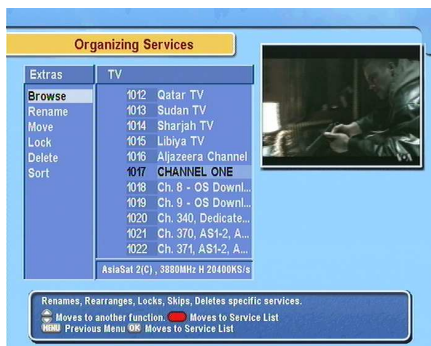 Organizing Services
Extras
TV
Browse
Rename
Move
Lock
Delete
Sort
1012 Qatar TV
1013 Sudan TV
1014 Sharjah TV
1015 Libiya TV
1016 Aljazeera Channel
1017 CHANNEL ONE
1018 Ch. 8 - OS Downl...
1019 Ch. 9 - OS Downl...
1020 Ch. 340, Dedicate...
1021 Ch. 370, AS1-2, A...
1022 Ch. 371, AS1-2, A...
AsiaSat 2(C) , 3880MHz H 20400KS/s
Renames, Rearranges, Locks, Skips, Deletes specific services.
Moves to another function. Moves to Service List
MENU Previous Menu OK Moves to Service List